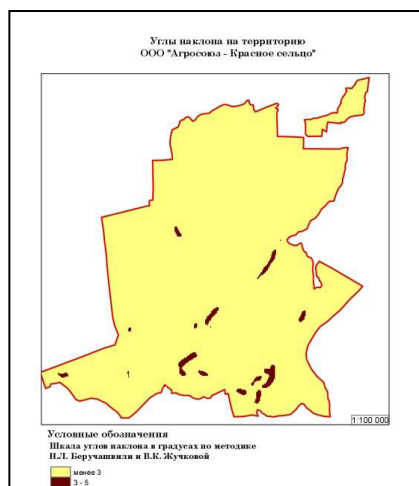 Углы наклона на территорию
ООО "Агросоюз - Красное сельцо"
1:100 000
Условные обозначения
Шкала углов наклона в градусах по методике
Н.Л. Беручашвили и В.К. Жучковой
менее 3
3 - 5